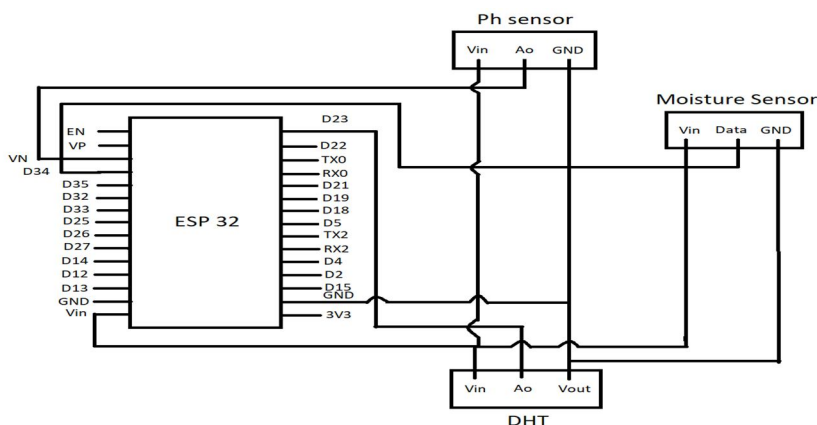 Ph sensor
Vin Ao GND
Moisture Sensor
Vin Data GND
D23
EN
VP
VN
D34
D35
D32
D33
D25
D26
D27
D14
D12
D13
GND
Vin
ESP 32
D22
TX0
RX0
D21
D19
D18
D5
TX2
RX2
D4
D2
D15
GND
3V3
Vin Ao Vout
DHT